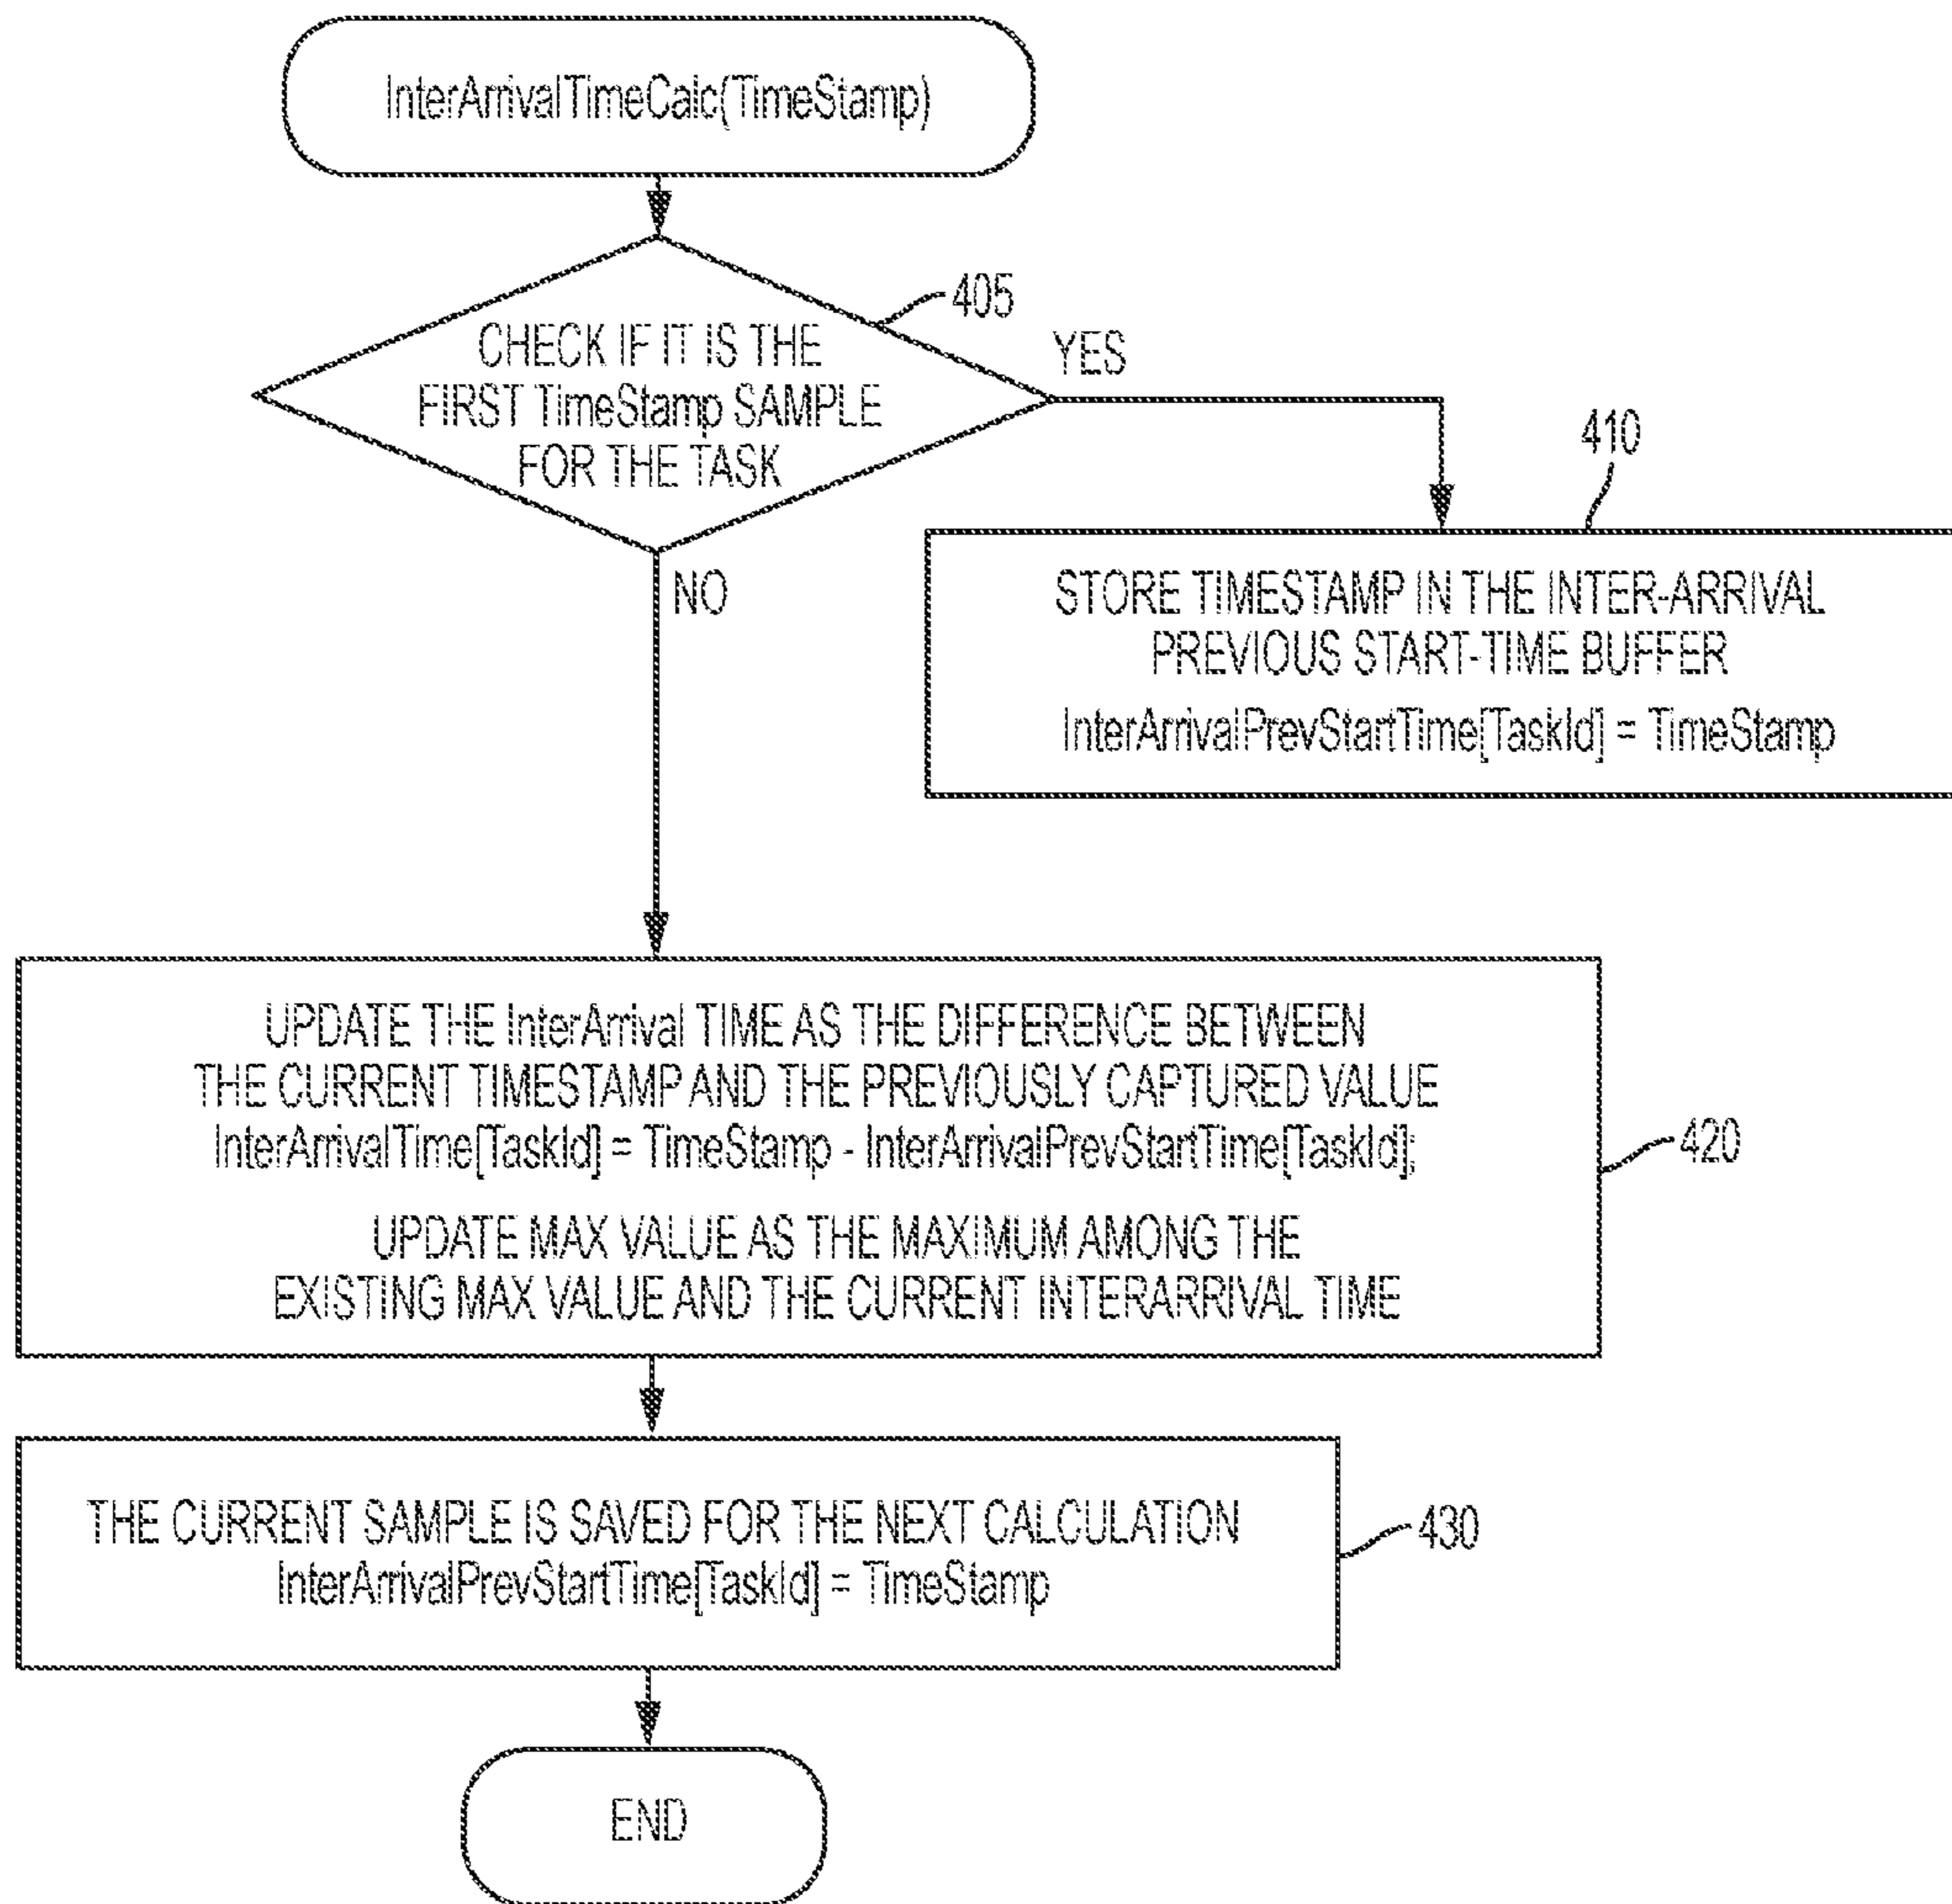 InterArrivalTimeCalc(TimeStamp)
405
CHECK IF IT IS THE
FIRST TimeStamp SAMPLE
FOR THE TASK
YES
410
STORE TIMESTAMP IN THE INTER-ARRIVAL
PREVIOUS START-TIME BUFFER
InterArrivalPrevStartTime[TaskId] = TimeStamp
NO
UPDATE THE InterArrival TIME AS THE DIFFERENCE BETWEEN
THE CURRENT TIMESTAMP AND THE PREVIOUSLY CAPTURED VALUE
InterArrivalTime[TaskId] = TimeStamp - InterArrivalPrevStartTime[TaskId];
UPDATE MAX VALUE AS THE MAXIMUM AMONG THE
EXISTING MAX VALUE AND THE CURRENT INTERARRIVAL TIME
420
THE CURRENT SAMPLE IS SAVED FOR THE NEXT CALCULATION
InterArrivalPrevStartTime[TaskId] = TimeStamp
430
END